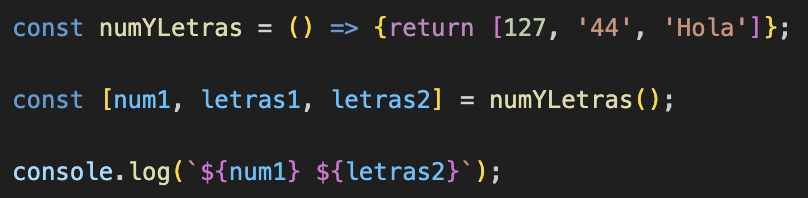 const numYLetras = () => {return [127, '44', 'Hola']};
const [num1, letras1, letras2] = numYLetras();
console.log(`${num1} ${letras2}`);